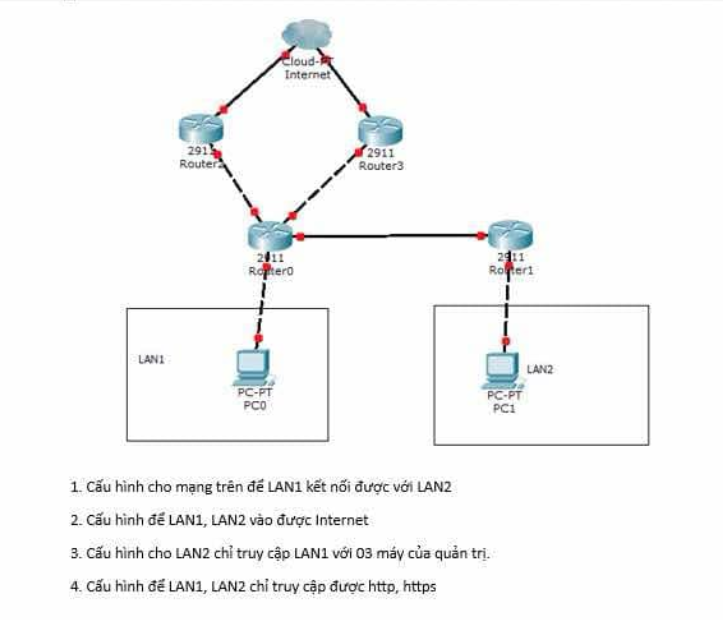 Cloud-PT
Internet
2911
Router2
2911
Router3
2911
Router0
2911
Router1
LAN1
PC-PT
PC0
LAN2
PC-PT
PC1
1. Cấu hình cho mạng trên để LAN1 kết nối được với LAN2
2. Cấu hình để LAN1, LAN2 vào được Internet
3. Cấu hình cho LAN2 chỉ truy cập LAN1 với 03 máy của quản trị.
4. Cấu hình để LAN1, LAN2 chỉ truy cập được http, https